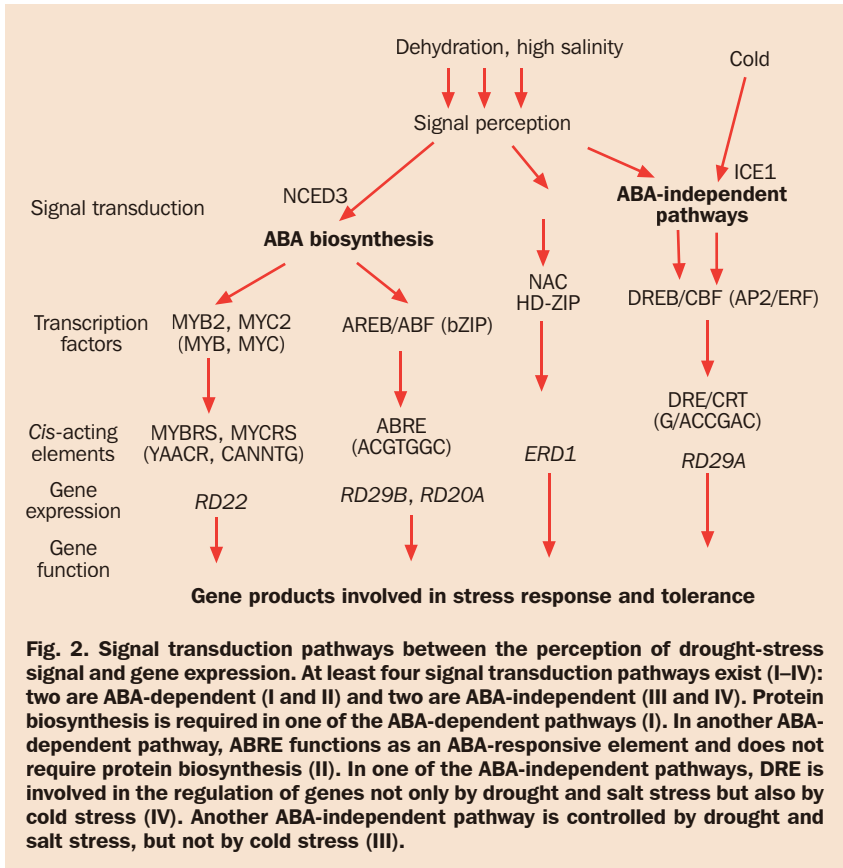 Dehydration, high salinity
Cold
Signal perception
ICE1
NCED3
ABA-independent
pathways
Signal transduction
ABA biosynthesis
NAC
HD-ZIP
DREB/CBF (AP2/ERF)
Transcription
factors
MYB2, MYC2
(MYB, MYC)
AREB/ABF (bZIP)
DRE/CRT
(G/ACCGAC)
Cis-acting
elements
MYBRS, MYCRS
(YAACR, CANNTG)
ABRE
(ACGTGGC)
ERD1
RD29A
Gene
expression
RD22
RD29B, RD20A
Gene
function
Gene products involved in stress response and tolerance
Fig. 2. Signal transduction pathways between the perception of drought-stress
signal and gene expression. At least four signal transduction pathways exist (I–IV):
two are ABA-dependent (I and II) and two are ABA-independent (III and IV). Protein
biosynthesis is required in one of the ABA-dependent pathways (I). In another ABA-
dependent pathway, ABRE functions as an ABA-responsive element and does not
require protein biosynthesis (II). In one of the ABA-independent pathways, DRE is
involved in the regulation of genes not only by drought and salt stress but also by
cold stress (IV). Another ABA-independent pathway is controlled by drought and
salt stress, but not by cold stress (III).